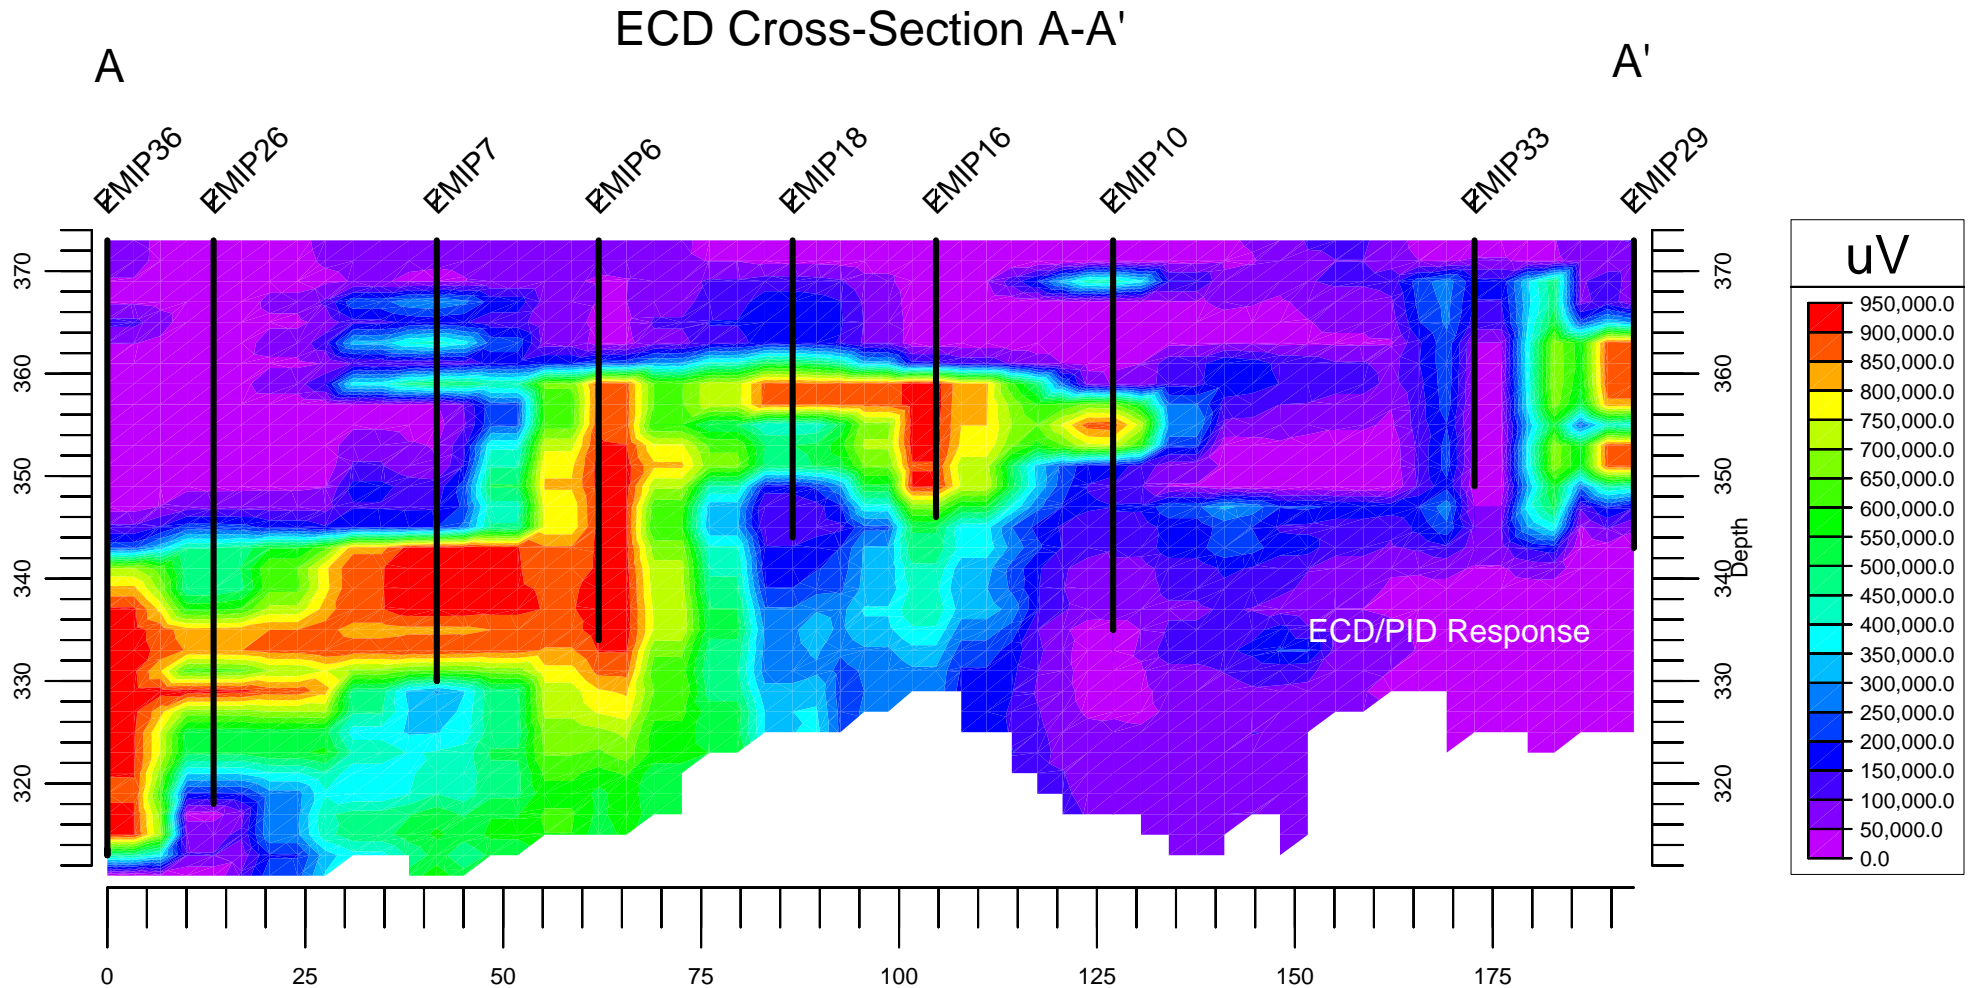 ECD Cross-Section A-A'
A
A'
EMIP36
EMIP26
EMIP7
EMIP6
EMIP18
EMIP16
EMIP10
EMIP33
EMIP29
370
360
350
340
330
320
370
360
350
340
330
320
Depth
ECD/PID Response
0
25
50
75
100
125
150
175
uV
950,000.0
900,000.0
850,000.0
800,000.0
750,000.0
700,000.0
650,000.0
600,000.0
550,000.0
500,000.0
450,000.0
400,000.0
350,000.0
300,000.0
250,000.0
200,000.0
150,000.0
100,000.0
50,000.0
0.0